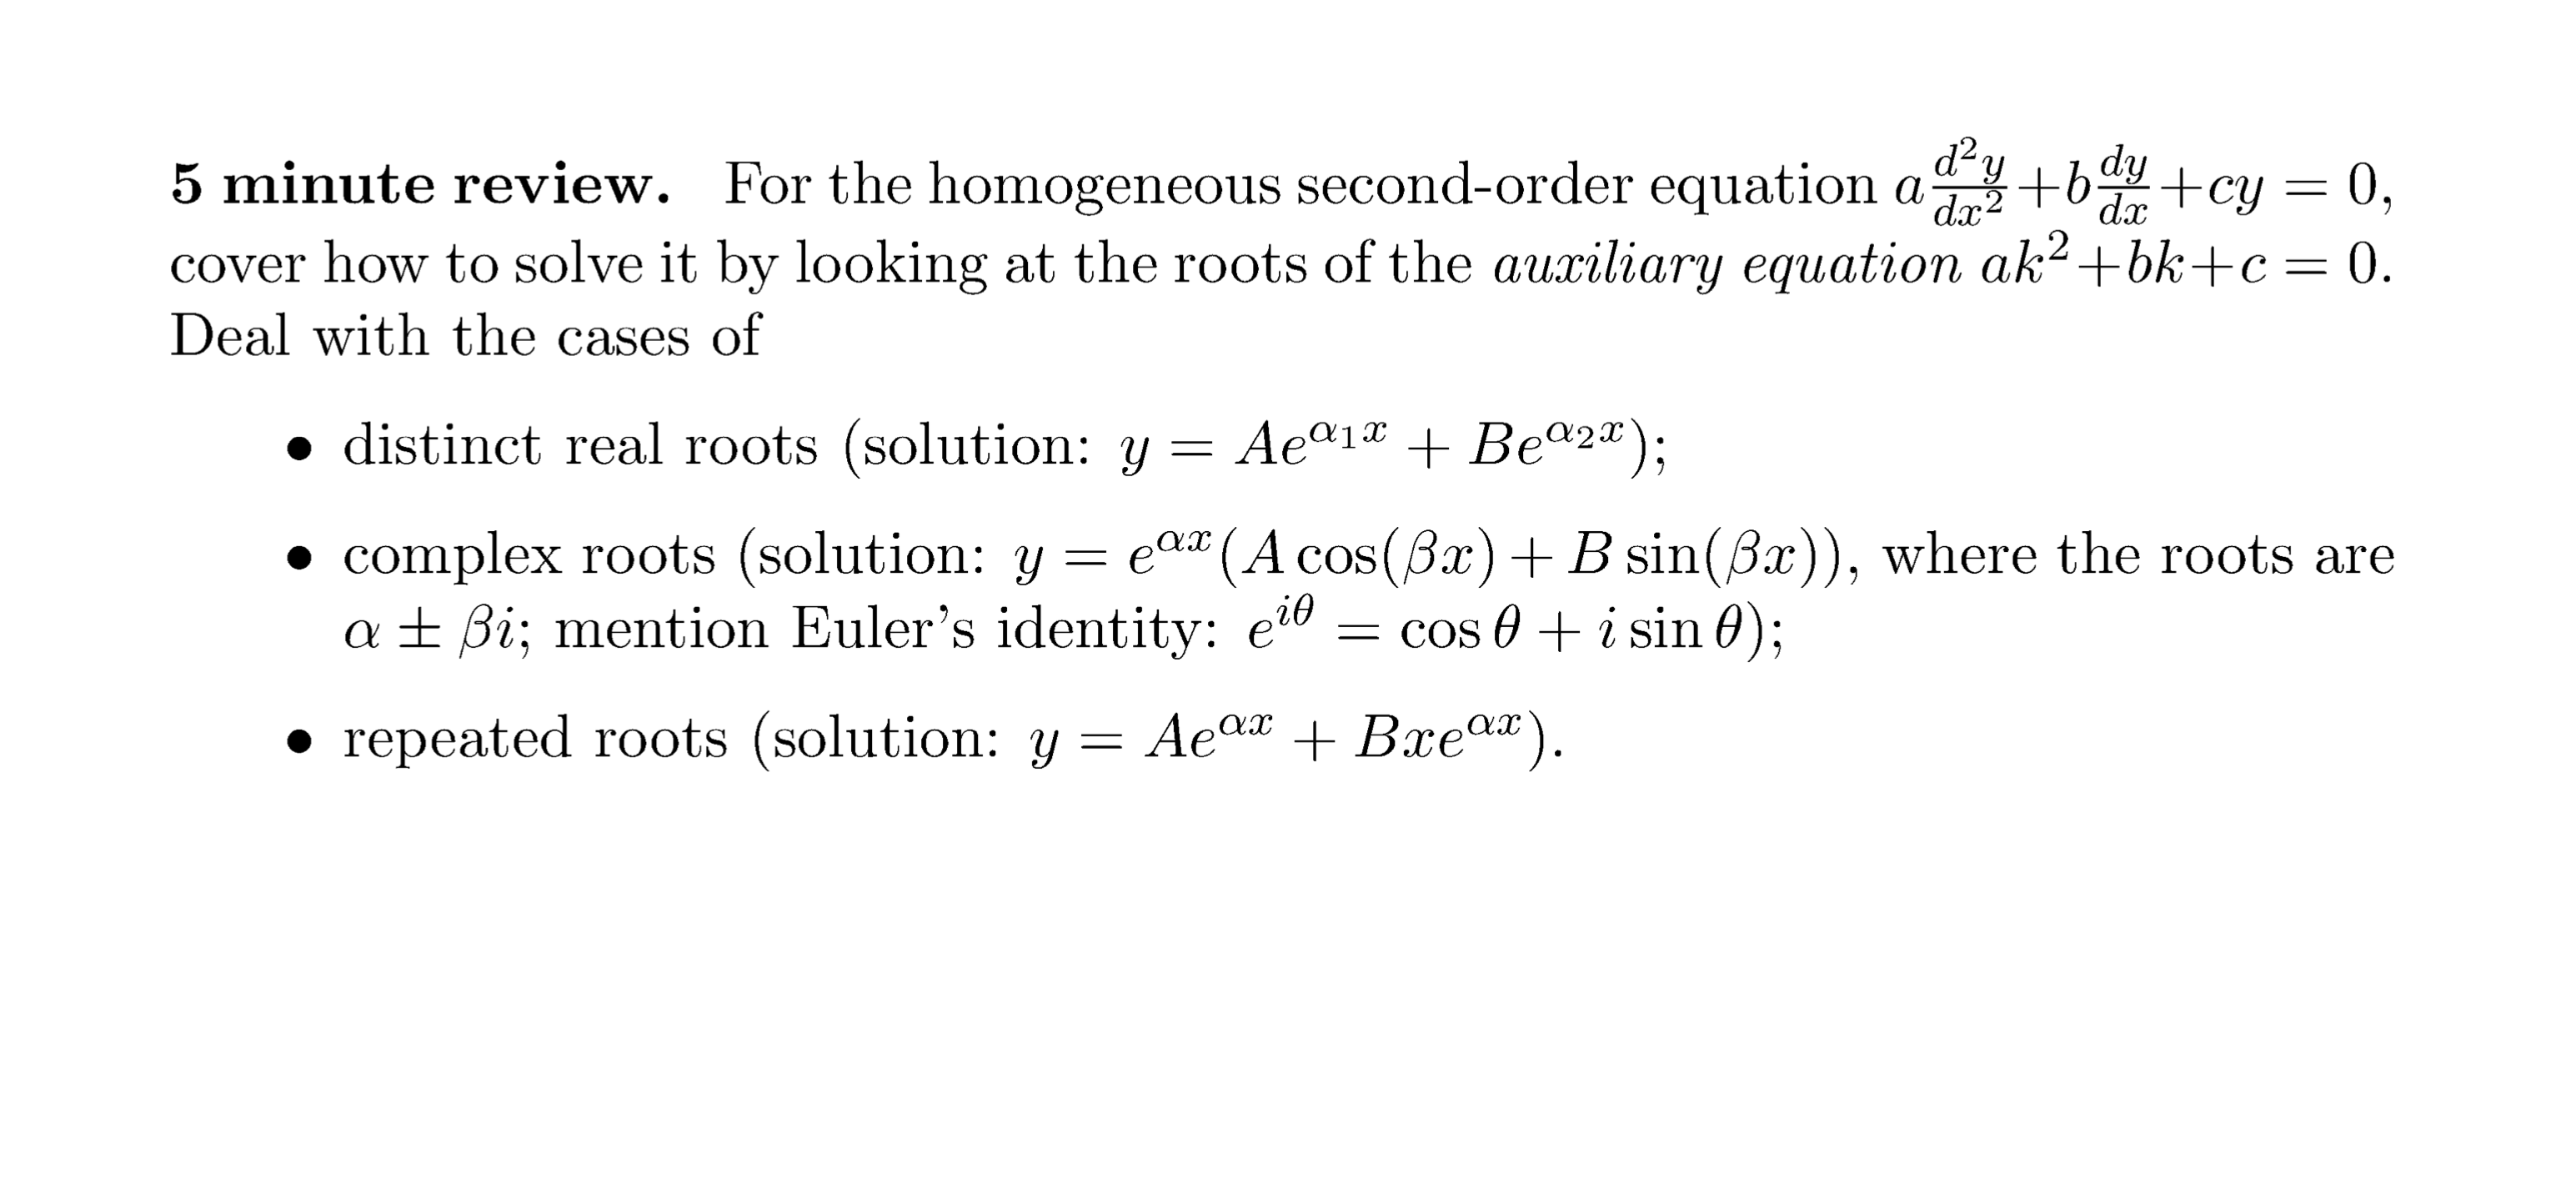 5 minute review. For the homogeneous second-order equation $a\frac{d^2y}{dx^2}+b\frac{dy}{dx}+cy = 0$,
cover how to solve it by looking at the roots of the auxiliary equation $ak^2+bk+c = 0$.
Deal with the cases of
• distinct real roots (solution: $y = Ae^{\alpha_1 x} + Be^{\alpha_2 x}$);
• complex roots (solution: $y = e^{\alpha x}(A\cos(\beta x) + B\sin(\beta x))$, where the roots are
$\alpha \pm \beta i$; mention Euler's identity: $e^{i\theta} = \cos\theta + i\sin\theta$);
• repeated roots (solution: $y = Ae^{\alpha x} + Bxe^{\alpha x}$).